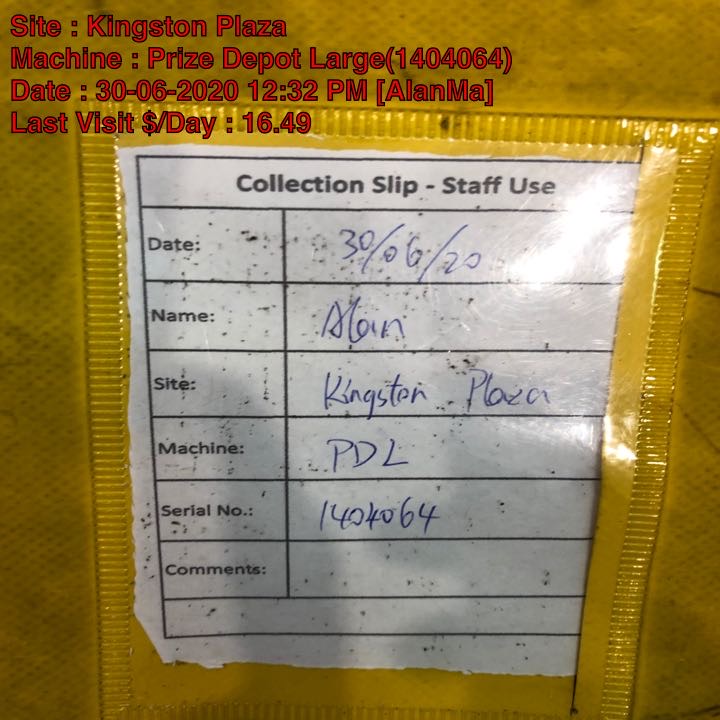 Site : Kingston Plaza
Machine : Prize Depot Large(1404064)
Date : 30-06-2020 12:32 PM [AlanMa]
Last Visit $/Day : 16.49
Collection Slip - Staff Use
Date: 30/06/20
Name: Alan
Site: Kingston Plaza
Machine: PDL
Serial No.: 1404064
Comments: